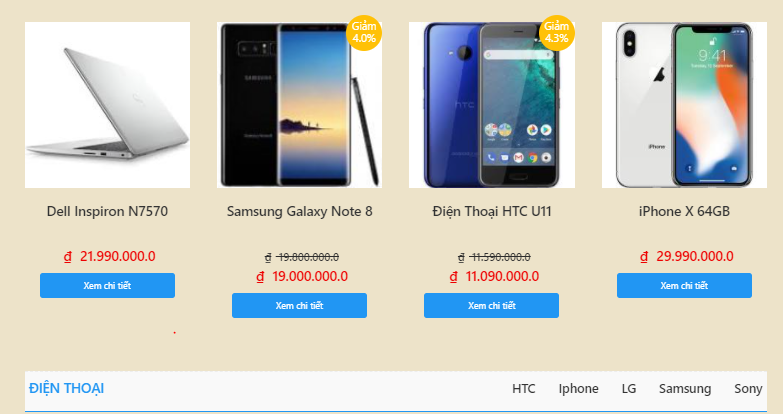 Giảm
4.0%
Giảm
4.3%
SAMSUNG
hTC
9:41
iPhone
Dell Inspiron N7570
Samsung Galaxy Note 8
Điện Thoại HTC U11
iPhone X 64GB
₫ 21.990.000.0
₫ 19.800.000.0
₫ 19.000.000.0
₫ 11.590.000.0
₫ 11.090.000.0
₫ 29.990.000.0
Xem chi tiết
Xem chi tiết
Xem chi tiết
Xem chi tiết
ĐIỆN THOẠI
HTC
Iphone
LG
Samsung
Sony